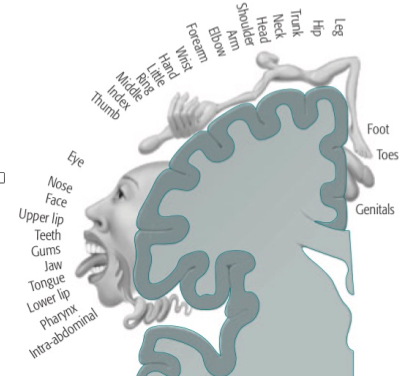 Leg
Hip
Trunk
Neck
Head
Shoulder
Arm
Elbow
Forearm
Wrist
Hand
Little
Ring
Middle
Index
Thumb
Eye
Nose
Face
Upper lip
Teeth
Gums
Jaw
Tongue
Lower lip
Pharynx
Intra-abdominal
Foot
Toes
Genitals